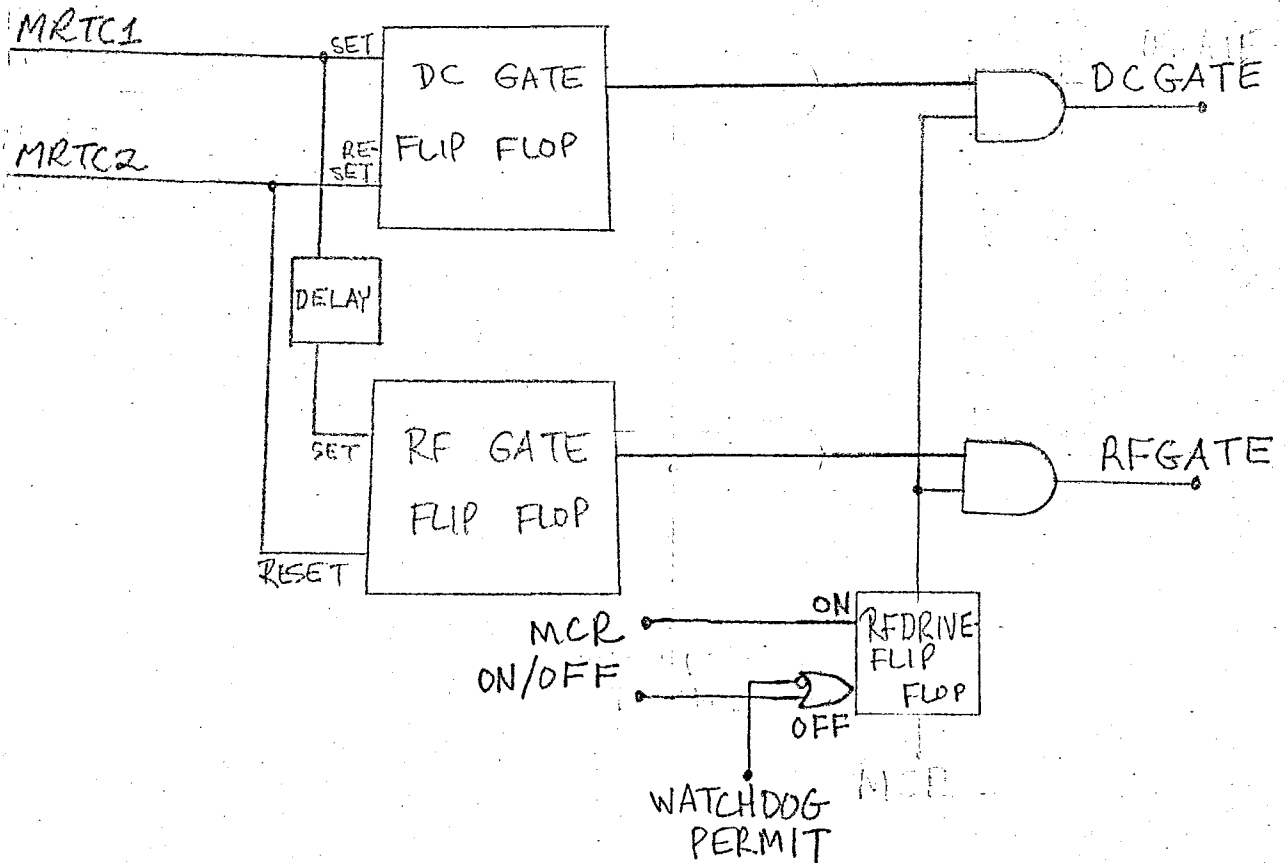 MRTC1
SET
DC GATE
FLIP FLOP
DCGATE
MRTC2
RE-
SET
DELAY
SET
RF GATE
FLIP FLOP
RFGATE
RESET
MCR
ON/OFF
ON
RFDRIVE
FLIP
FLOP
OFF
WATCHDOG
PERMIT